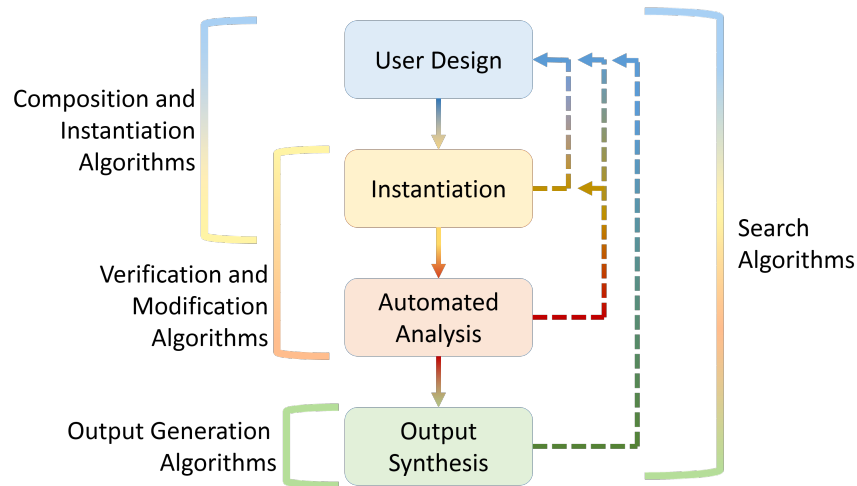 User Design
Composition and
Instantiation
Algorithms
Instantiation
Search
Algorithms
Verification and
Modification
Algorithms
Automated
Analysis
Output Generation
Algorithms
Output
Synthesis